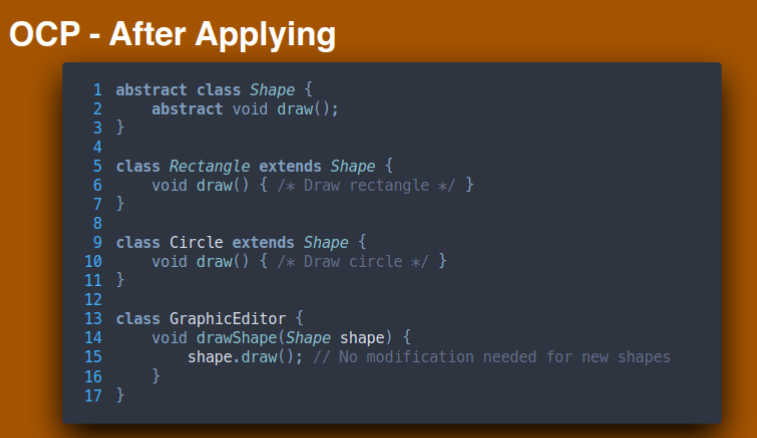 OCP - After Applying
1 abstract class Shape {
2     abstract void draw();
3 }
4
5 class Rectangle extends Shape {
6     void draw() { /* Draw rectangle */ }
7 }
8
9 class Circle extends Shape {
10     void draw() { /* Draw circle */ }
11 }
12
13 class GraphicEditor {
14     void drawShape(Shape shape) {
15         shape.draw(); // No modification needed for new shapes
16     }
17 }